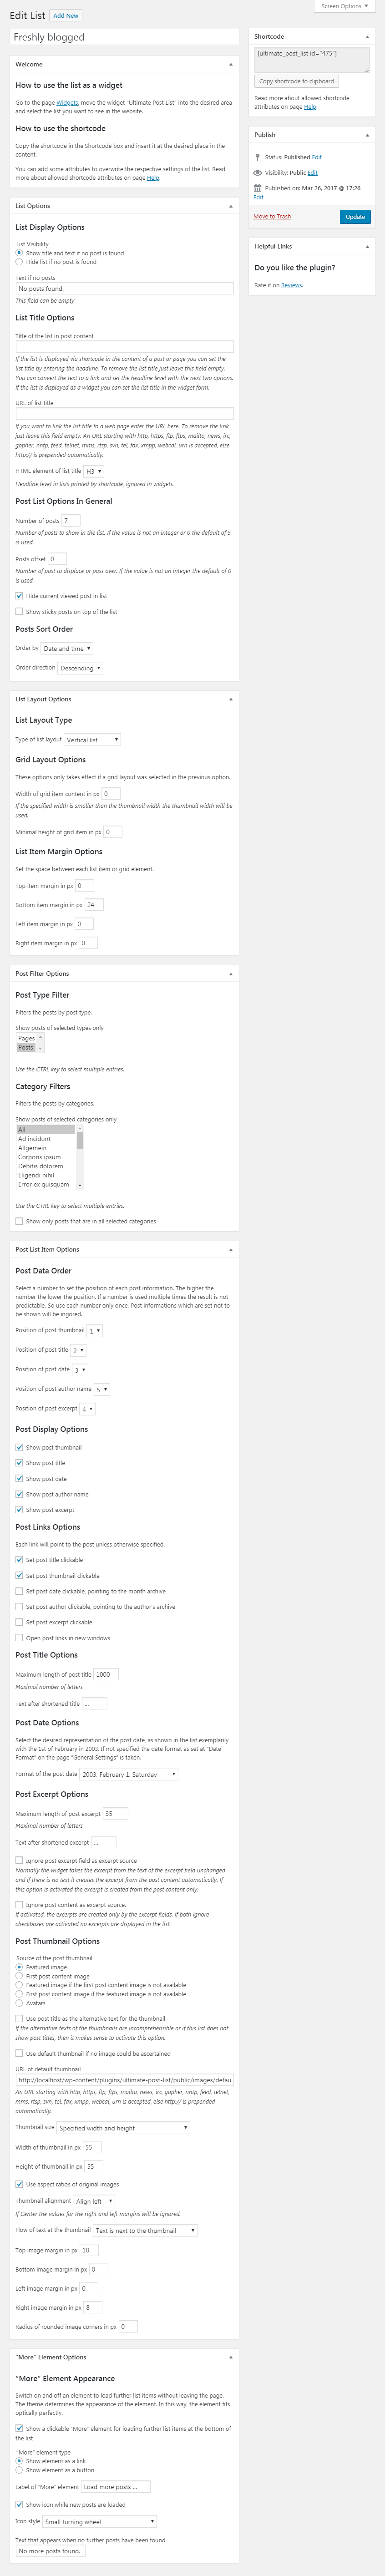 Screen Options
Edit List
Add New
Freshly blogged
Welcome
How to use the list as a widget
Go to the page Widgets, move the widget "Ultimate Post List" into the desired area
and select the list you want to see in the website.
How to use the shortcode
Copy the shortcode in the Shortcode box and insert it at the desired place in the
content.
You can add some attributes to overwrite the respective settings of the list. Read
more about allowed shortcode attributes on page Help.
List Options
List Display Options
List Visibility
Show title and text if no post is found
Hide list if no post is found
Text if no posts
No posts found.
This field can be empty
List Title Options
Title of the list in post content
If the list is displayed via shortcode in the content of a post or page you can set the
list title by entering the headline. To remove the list title just leave this field empty.
You can convert the text to a link and set the headline level with the next two options.
If the list is displayed as a widget you can set the list title in the widget form.
URL of list title
If you want to link the list title to a web page enter the URL here. To remove the link
just leave this field empty. An URL starting with http, https, ftp, ftps, mailto, news, irc,
gopher, nntp, feed, telnet, mms, rtsp, svn, tel, fax, xmpp, webcal, urn is accepted, else
http:// is prepended automatically.
HTML element of list title H3
Headline level in lists printed by shortcode, ignored in widgets.
Post List Options In General
Number of posts 7
Number of posts to show in the list. If the value is not an integer or 0 the default of 5
is used.
Posts offset 0
Number of post to displace or pass over. If the value is not an integer the default of 0
is used.
Hide current viewed post in list
Show sticky posts on top of the list
Posts Sort Order
Order by Date and time
Order direction Descending
List Layout Options
List Layout Type
Type of list layout Vertical list
Grid Layout Options
These options only takes effect if a grid layout was selected in the previous option.
Width of grid item content in px 0
If the specified width is smaller than the thumbnail width the thumbnail width will be
used.
Minimal height of grid item in px 0
List Item Margin Options
Set the space between each list item or grid element.
Top item margin in px 0
Bottom item margin in px 24
Left item margin in px 0
Right item margin in px 0
Post Filter Options
Post Type Filter
Filters the posts by post type.
Show posts of selected types only
Pages
Posts
Use the CTRL key to select multiple entries.
Category Filters
Filters the posts by categories.
Show posts of selected categories only
All
Ad incidunt
Allgemein
Corporis ipsum
Debitis dolorem
Eligendi nihil
Error ex quisquam
Use the CTRL key to select multiple entries.
Show only posts that are in all selected categories
Post List Item Options
Post Data Order
Select a number to set the position of each post information. The higher the
number the lower the position. If a number is used multiple times the result is not
predictable. So use each number only once. Post informations which are set not to
be shown will be ingored.
Position of post thumbnail 1
Position of post title 2
Position of post date 3
Position of post author name 5
Position of post excerpt 4
Post Display Options
Show post thumbnail
Show post title
Show post date
Show post author name
Show post excerpt
Post Links Options
Each link will point to the post unless otherwise specified.
Set post title clickable
Set post thumbnail clickable
Set post date clickable, pointing to the month archive
Set post author clickable, pointing to the author's archive
Set post excerpt clickable
Open post links in new windows
Post Title Options
Maximum length of post title 1000
Maximal number of letters
Text after shortened title ...
Post Date Options
Select the desired representation of the post date, as shown in the list exemplarily
with the 1st of February in 2003. If not specified the date format as set at "Date
Format" on the page "General Settings" is taken.
Format of the post date 2003, February 1, Saturday
Post Excerpt Options
Maximum length of post excerpt 35
Maximal number of letters
Text after shortened excerpt ...
Ignore post excerpt field as excerpt source
Normally the widget takes the excerpt from the text of the excerpt field unchanged
and if there is no text it creates the excerpt from the post content automatically. If
this option is activated the excerpt is created from the post content only.
Ignore post content as excerpt source.
If activated, the excerpts are created only by the excerpt fields. If both Ignore
checkboxes are activated no excerpts are displayed in the list.
Post Thumbnail Options
Source of the post thumbnail
Featured image
First post content image
Featured image if the first post content image is not available
First post content image if the featured image is not available
Avatars
Use post title as the alternative text for the thumbnail
If the alternative texts of the thumbnails are incomprehensible or if this list does not
show post titles, then it makes sense to activate this option.
Use default thumbnail if no image could be ascertained
URL of default thumbnail
http://localhost/wp-content/plugins/ultimate-post-list/public/images/defau
An URL starting with http, https, ftp, ftps, mailto, news, irc, gopher, nntp, feed, telnet,
mms, rtsp, svn, tel, fax, xmpp, webcal, urn is accepted, else http:// is prepended
automatically.
Thumbnail size Specified width and height
Width of thumbnail in px 55
Height of thumbnail in px 55
Use aspect ratios of original images
Thumbnail alignment Align left
If Center the values for the right and left margins will be ignored.
Flow of text at the thumbnail Text is next to the thumbnail
Top image margin in px 10
Bottom image margin in px 0
Left image margin in px 0
Right image margin in px 8
Radius of rounded image corners in px 0
"More" Element Options
"More" Element Appearance
Switch on and off an element to load further list items without leaving the page.
The theme determines the appearance of the element. In this way, the element fits
optically perfectly.
Show a clickable "More" element for loading further list items at the bottom of
the list
"More" element type
Show element as a link
Show element as a button
Label of "More" element Load more posts ...
Show icon while new posts are loaded
Icon style Small turning wheel
Text that appears when no further posts have been found
No more posts found.
Shortcode
[ultimate_post_list id="475"]
Copy shortcode to clipboard
Read more about allowed shortcode
attributes on page Help.
Publish
Status: Published Edit
Visibility: Public Edit
Published on: Mar 26, 2017 @ 17:26
Edit
Move to Trash
Update
Helpful Links
Do you like the plugin?
Rate it on Reviews.